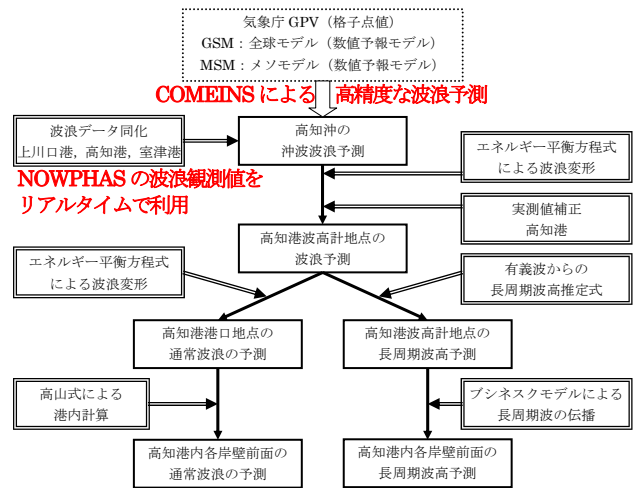 気象庁 GPV（格子点値）
GSM：全球モデル（数値予報モデル）
MSM：メソモデル（数値予報モデル）
COMEINS による 高精度な波浪予測
波浪データ同化
上川口港, 高知港, 室津港
高知沖の
沖波波浪予測
NOWPHAS の波浪観測値を
リアルタイムで利用
エネルギー平衡方程式
による波浪変形
実測値補正
高知港
高知港波高計地点の
波浪予測
エネルギー平衡方程式
による波浪変形
有義波からの
長周期波高推定式
高知港港口地点の
通常波浪の予測
高知港波高計地点の
長周期波高予測
高山式による
港内計算
ブシネスクモデルによる
長周期波の伝播
高知港内各岸壁前面の
通常波浪の予測
高知港内各岸壁前面の
長周期波高予測